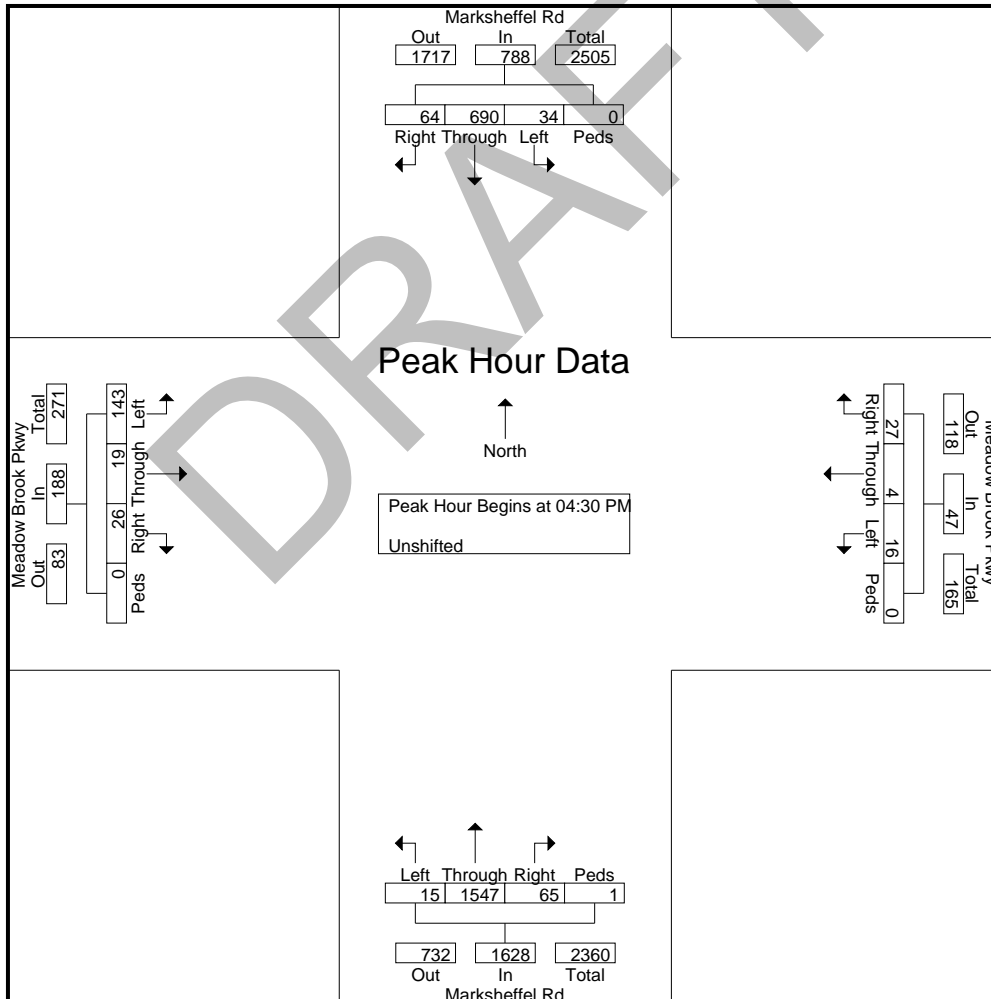 Marksheffel Rd
Out In Total
1717 788 2505
64 690 34 0
Right Through Left Peds
DRAFT
Peak Hour Data
North
Peak Hour Begins at 04:30 PM
Unshifted
Meadow Brook Pkwy
Out In Total
83 188 271
143 19 26 0
Left Through Right Peds
Meadow Brook Pkwy
Out In Total
118 47 165
27 4 16 0
Right Through Left Peds
Left Through Right Peds
15 1547 65 1
732 1628 2360
Out In Total
Marksheffel Rd